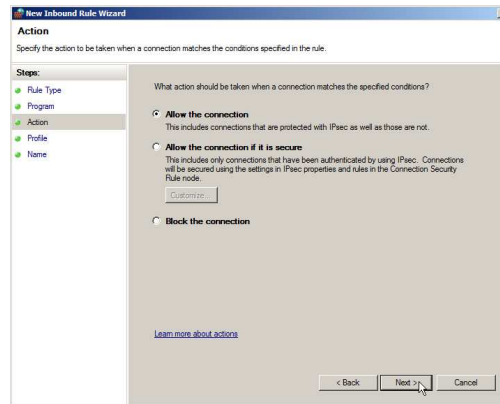 New Inbound Rule Wizard
Action
Specify the action to be taken when a connection matches the conditions specified in the rule.
Steps:
Rule Type
Program
Action
Profile
Name
What action should be taken when a connection matches the specified conditions?
Allow the connection
This includes connections that are protected with IPsec as well as those are not.
Allow the connection if it is secure
This includes only connections that have been authenticated by using IPsec. Connections
will be secured using the settings in IPsec properties and rules in the Connection Security
Rule node.
Customize...
Block the connection
Learn more about actions
< Back
Next >
Cancel